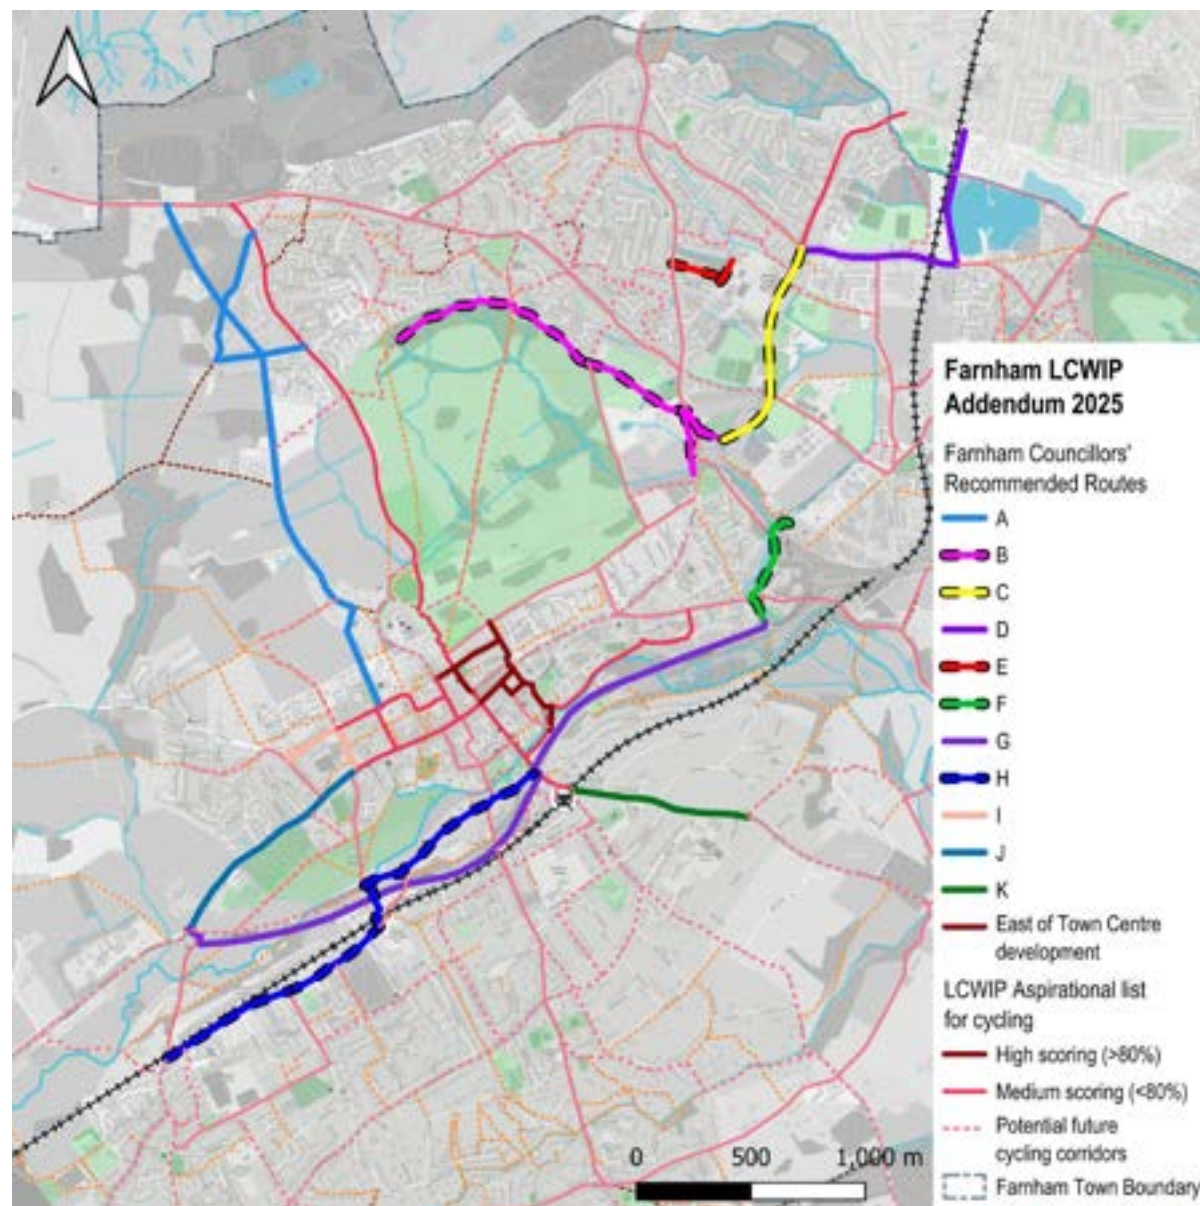 Farnham LCWIP
Addendum 2025
Farnham Councillors'
Recommended Routes
A
B
C
D
E
F
G
H
I
J
K
East of Town Centre
development
LCWIP Aspirational list
for cycling
High scoring (>80%)
Medium scoring (<80%)
Potential future
cycling corridors
Farnham Town Boundary
0 500 1,000 m